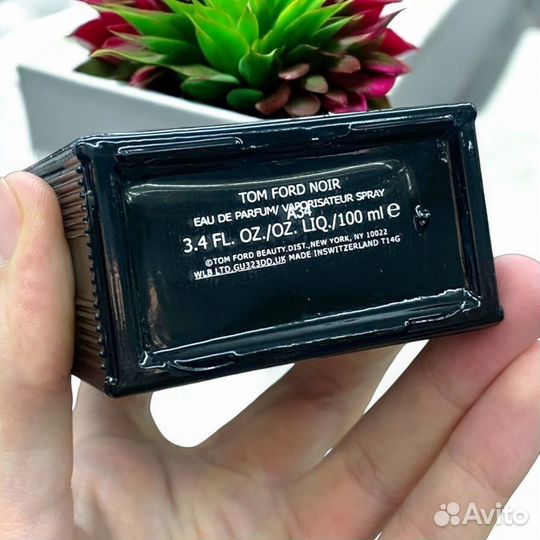 TOM FORD NOIR
EAU DE PARFUM/ VAPORISATEUR SPRAY
A34
3.4 FL. OZ./OZ. LIQ./100 ml ℮
©TOM FORD BEAUTY.DIST.,NEW YORK, NY 10022
WLB LTD,GU323DD,UK MADE INSWITZERLAND T14G
Avito